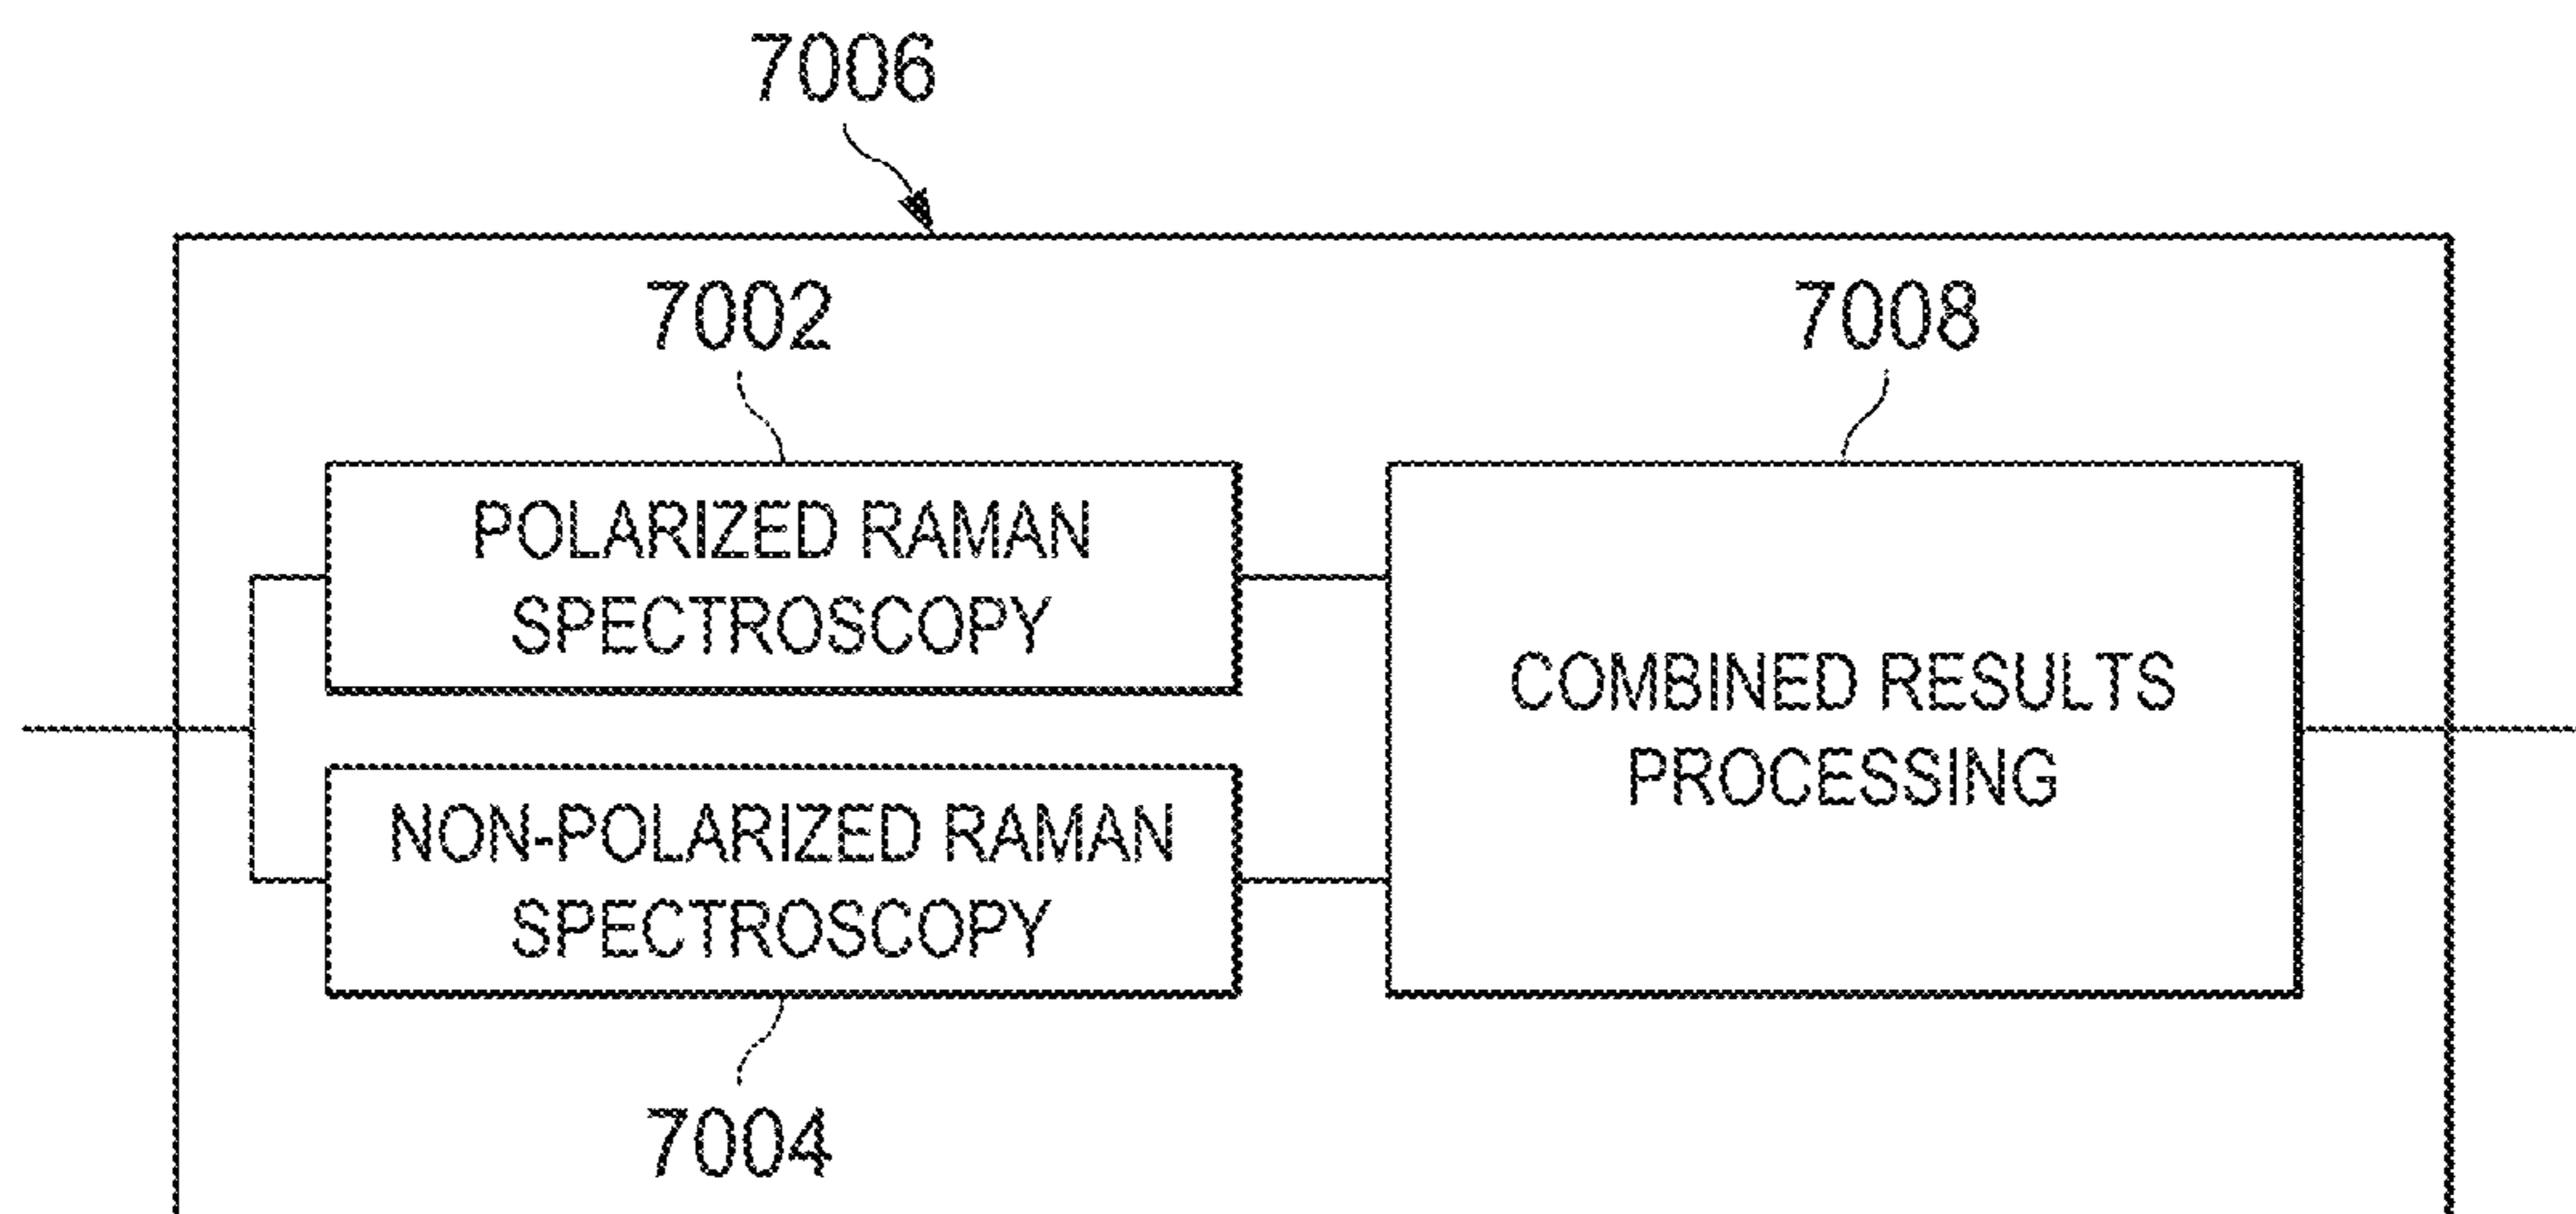 7006
7002
7008
POLARIZED RAMAN
SPECTROSCOPY
COMBINED RESULTS
PROCESSING
NON-POLARIZED RAMAN
SPECTROSCOPY
7004